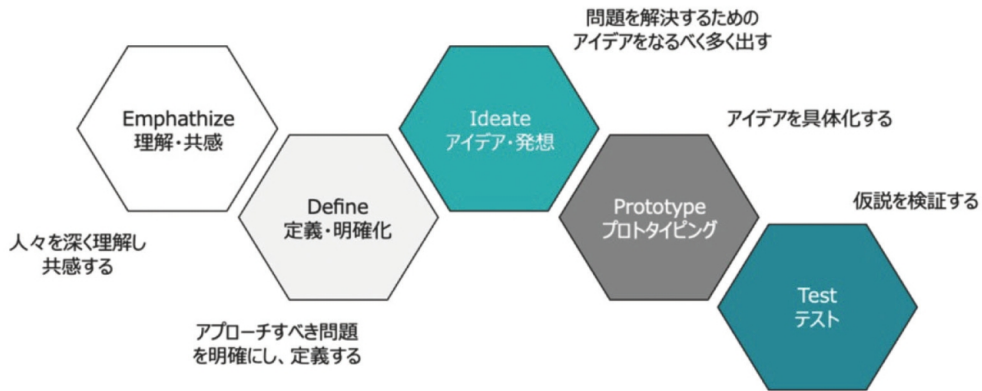 Emphathize
理解・共感
人々を深く理解し
共感する
Define
定義・明確化
アプローチすべき問題
を明確にし、定義する
問題を解決するための
アイデアをなるべく多く出す
Ideate
アイデア・発想
アイデアを具体化する
Prototype
プロトタイピング
仮説を検証する
Test
テスト